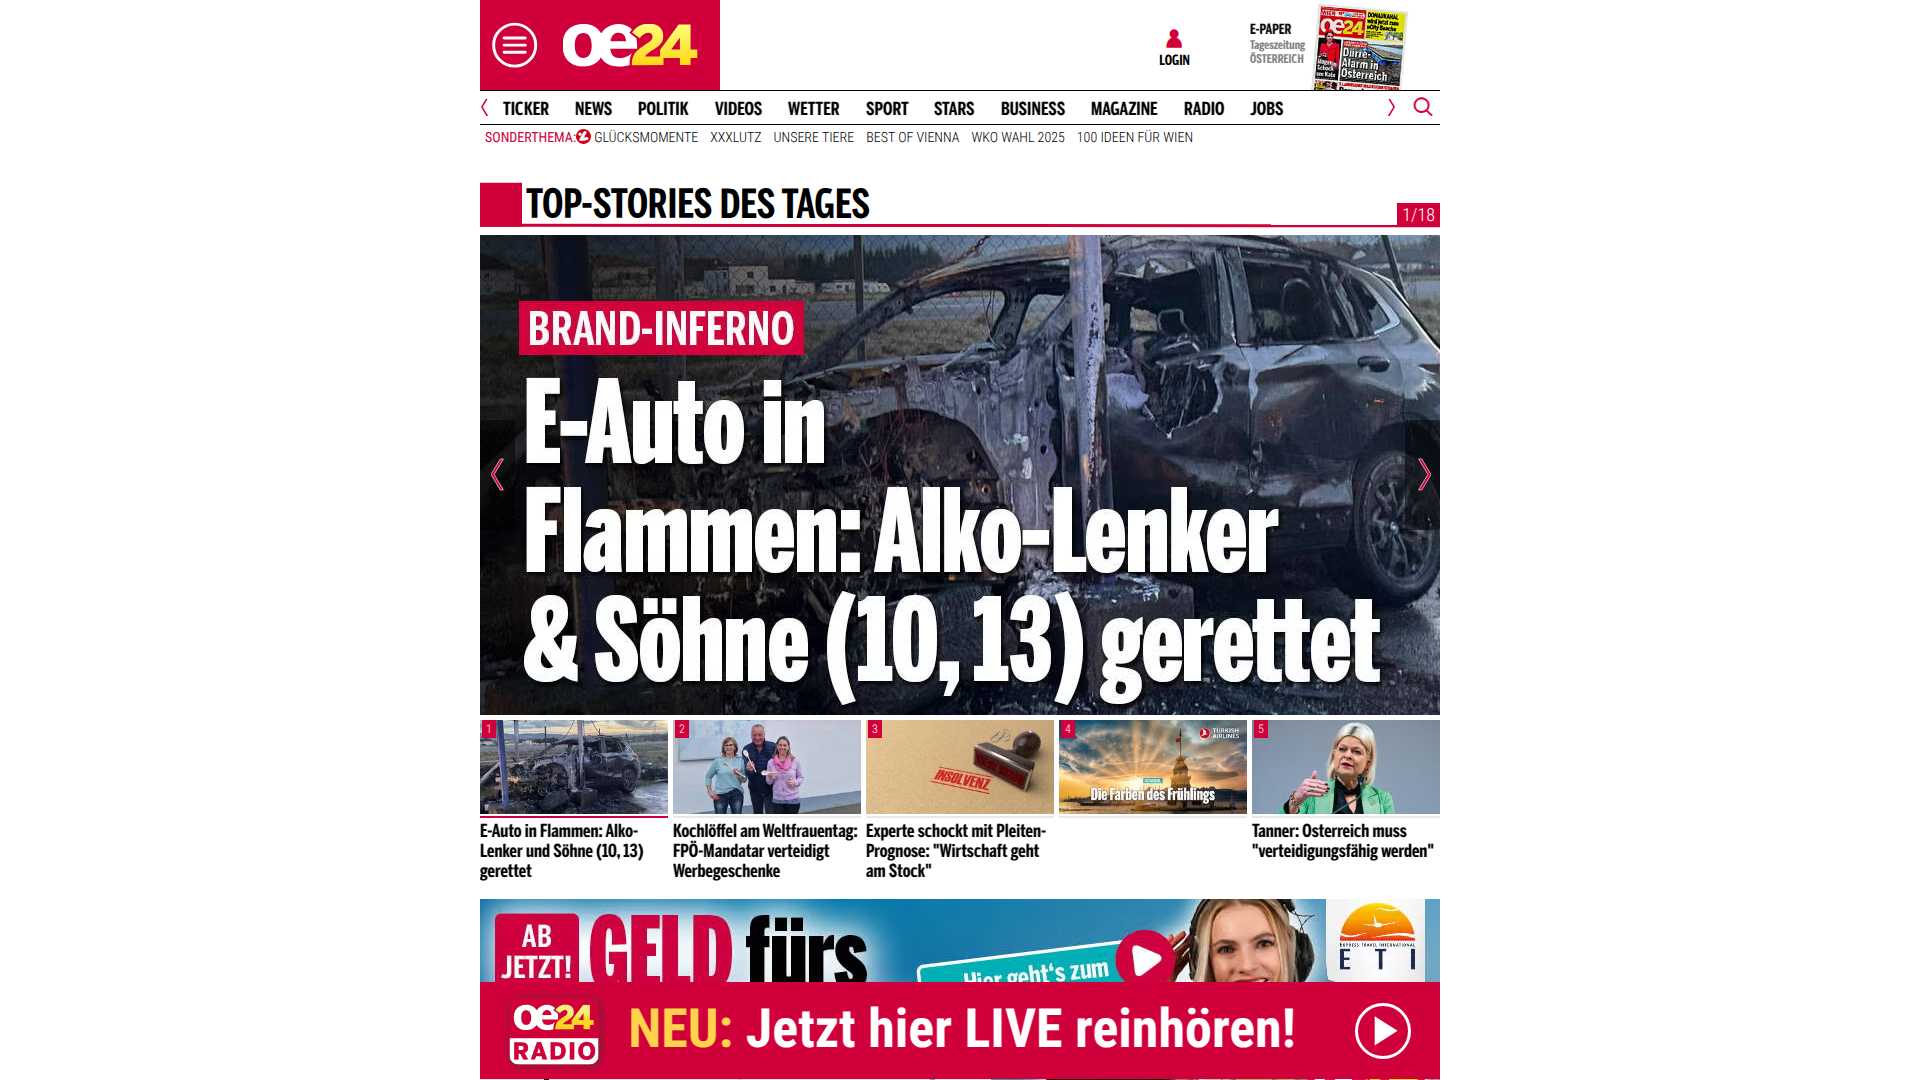 oe24
LOGIN
E-PAPER
Tageszeitung
ÖSTERREICH
oe24
Dürre-
Alarm in
Österreich
TICKER NEWS POLITIK VIDEOS WETTER SPORT STARS BUSINESS MAGAZINE RADIO JOBS
SONDERTHEMA: GLÜCKSMOMENTE XXXLUTZ UNSERE TIERE BEST OF VIENNA WKO WAHL 2025 100 IDEEN FÜR WIEN
TOP-STORIES DES TAGES
1/18
BRAND-INFERNO
E-Auto in
Flammen: Alko-Lenker
& Söhne (10, 13) gerettet
1
E-Auto in Flammen: Alko-
Lenker und Söhne (10, 13)
gerettet
2
Kochlöffel am Weltfrauentag:
FPÖ-Mandatar verteidigt
Werbegeschenke
3
INSOLVENZ
Experte schockt mit Pleiten-
Prognose: "Wirtschaft geht
am Stock"
4
TURKISH
AIRLINES
Die Farben des Frühlings
5
Tanner: Österreich muss
"verteidigungsfähig werden"
AB
JETZT!
GELD fürs
Hier geht's zum
EXPRESS TRAVEL INTERNATIONAL
ETI
oe24
RADIO
NEU: Jetzt hier LIVE reinhören!